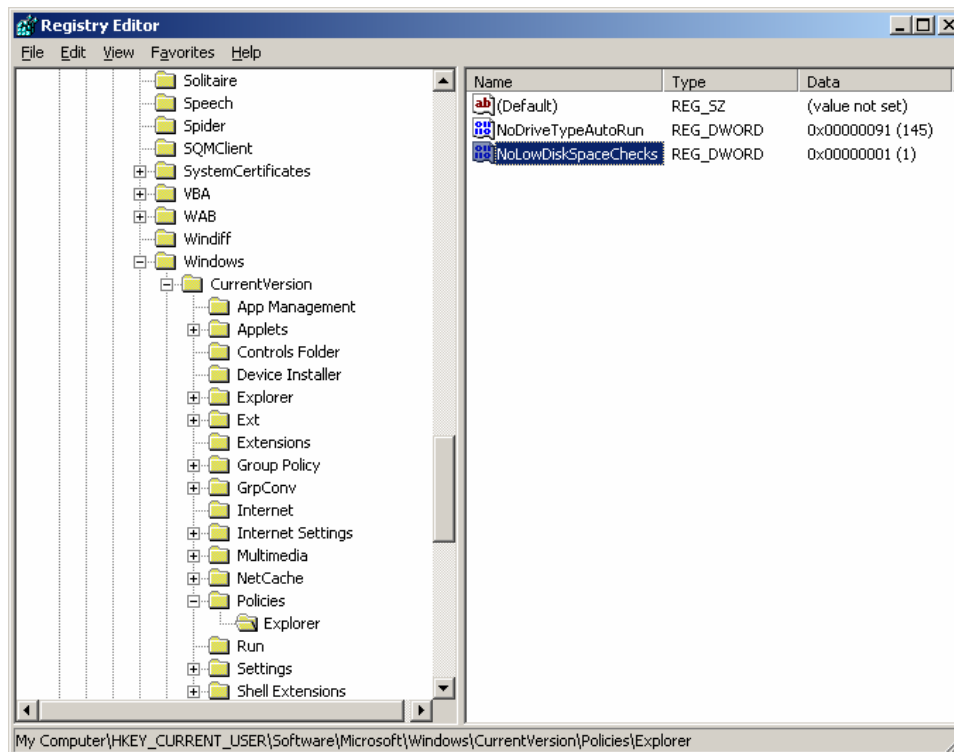 Registry Editor
File Edit View Favorites Help
Solitaire
Speech
Spider
SQMClient
SystemCertificates
VBA
WAB
Windiff
Windows
CurrentVersion
App Management
Applets
Controls Folder
Device Installer
Explorer
Ext
Extensions
Group Policy
GrpConv
Internet
Internet Settings
Multimedia
NetCache
Policies
Explorer
Run
Settings
Shell Extensions
Name Type Data
(Default) REG_SZ (value not set)
NoDriveTypeAutoRun REG_DWORD 0x00000091 (145)
NoLowDiskSpaceChecks REG_DWORD 0x00000001 (1)
My Computer\HKEY_CURRENT_USER\Software\Microsoft\Windows\CurrentVersion\Policies\Explorer